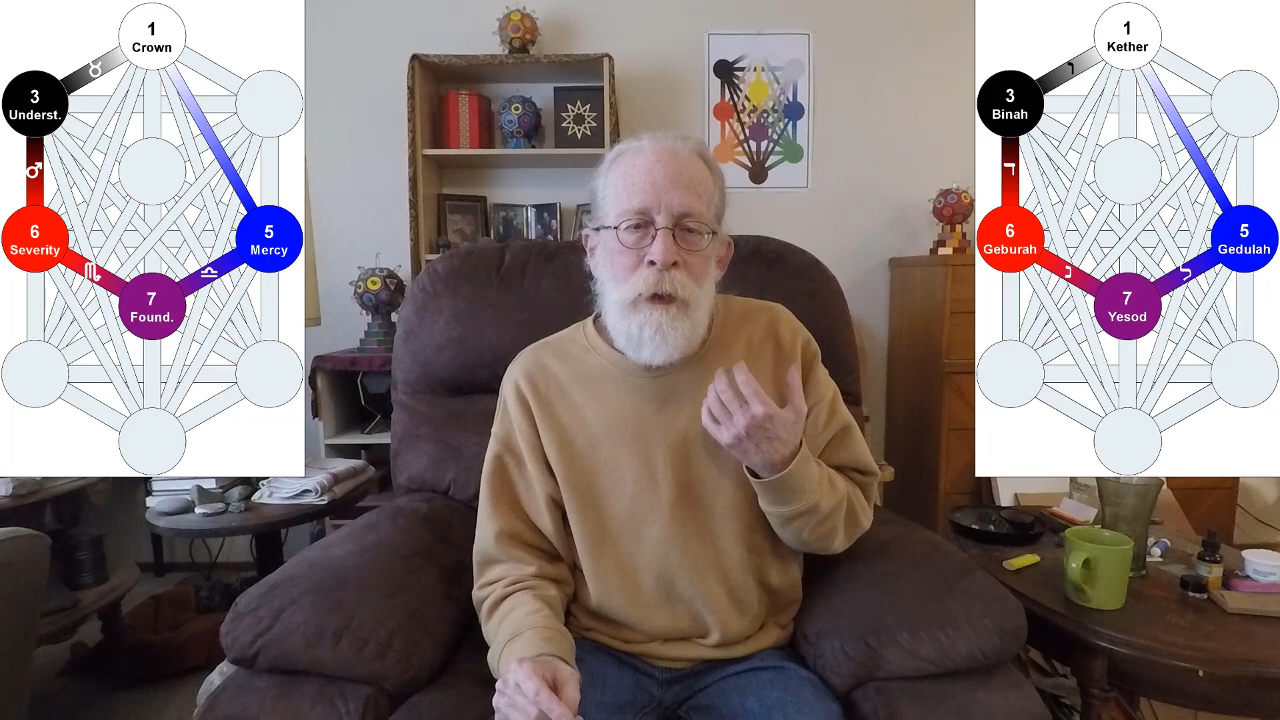 1
Crown
♉
3
Underst.
♂
6
Severity
5
Mercy
♏
♎
7
Found.
1
Kether
ו
3
Binah
ד
6
Geburah
5
Gedulah
נ
ל
7
Yesod